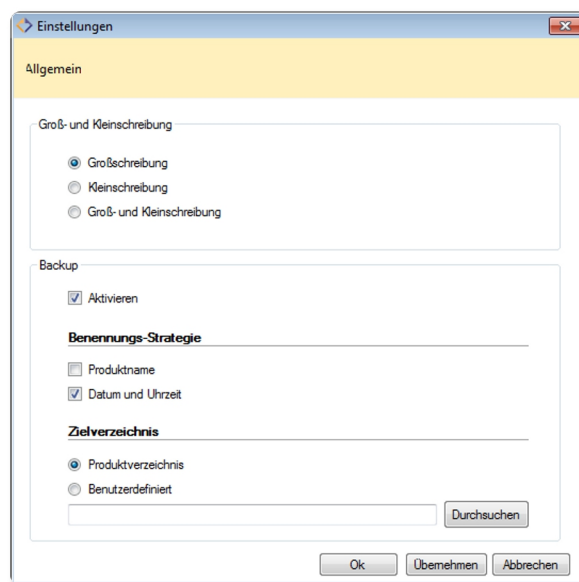 Einstellungen
Allgemein
Groß- und Kleinschreibung
Großschreibung
Kleinschreibung
Groß- und Kleinschreibung
Backup
Aktivieren
Benennungs-Strategie
Produktname
Datum und Uhrzeit
Zielverzeichnis
Produktverzeichnis
Benutzerdefiniert
Durchsuchen
Ok Übernehmen Abbrechen